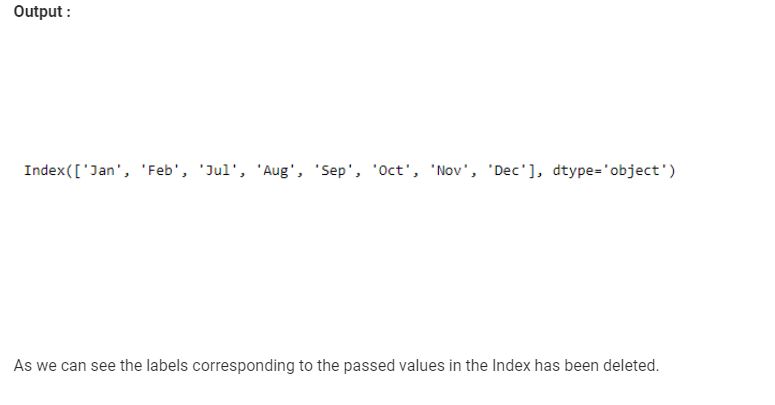 Output :
Index(['Jan', 'Feb', 'Jul', 'Aug', 'Sep', 'Oct', 'Nov', 'Dec'], dtype='object')
As we can see the labels corresponding to the passed values in the Index has been deleted.